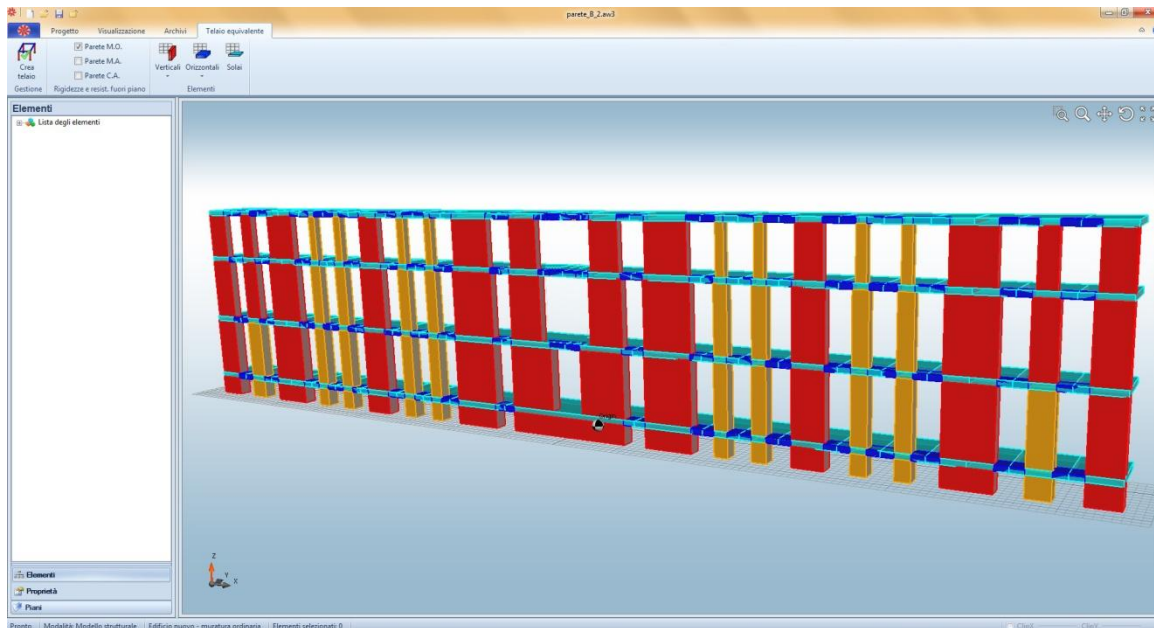 parete_B_2.aw3
Progetto Visualizzazione Archivi Telaio equivalente
Crea telaio
Parete M.O.
Parete M.A.
Parete C.A.
Verticali Orizzontali Solai
Gestione Rigidezze e resist. fuori piano Elementi
Elementi
Lista degli elementi
Origin
Z
Y
X
Elementi
Proprietà
Piani
Pronto Modalità: Modello strutturale Edificio nuovo - muratura ordinaria Elementi selezionati: 0